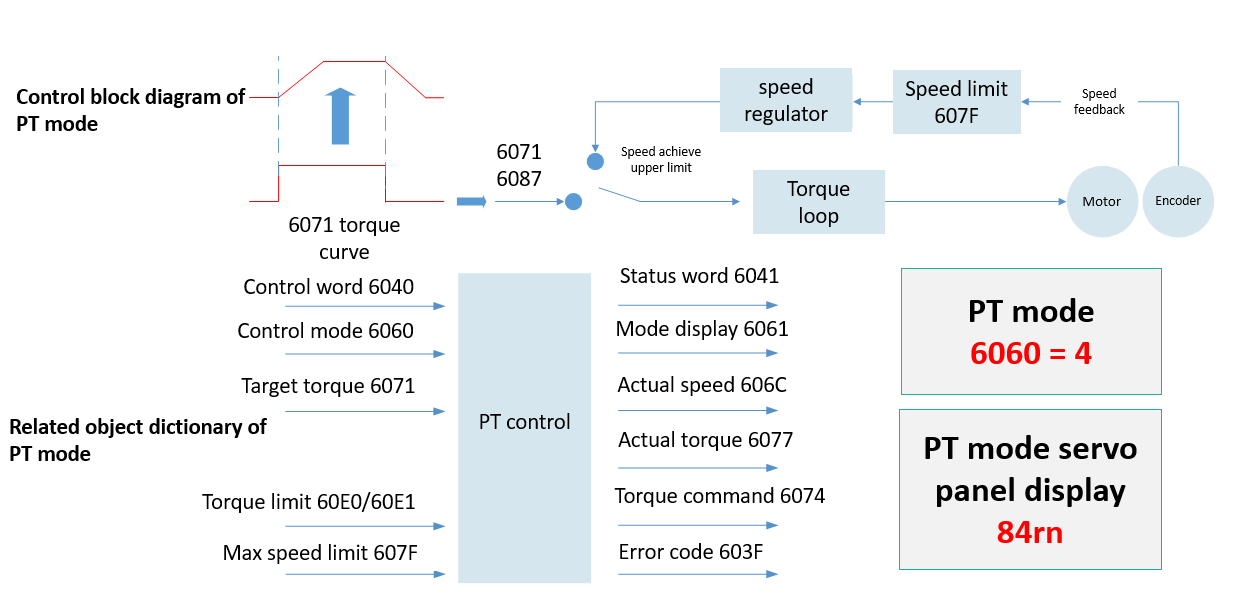 Control block diagram of
PT mode
6071 torque
curve
6071
6087
Speed achieve
upper limit
speed
regulator
Speed limit
607F
Speed
feedback
Torque
loop
Motor
Encoder
Related object dictionary of
PT mode
Control word 6040
Control mode 6060
Target torque 6071
Torque limit 60E0/60E1
Max speed limit 607F
PT control
Status word 6041
Mode display 6061
Actual speed 606C
Actual torque 6077
Torque command 6074
Error code 603F
PT mode
6060 = 4
PT mode servo
panel display
84rn